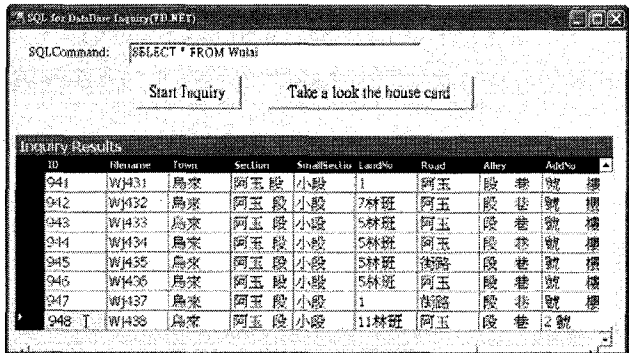 SQL for DataBase Inquiry(TD.NET)
SQLCommand: SELECT * FROM Wulai
Start Inquiry Take a look the house card
Inquiry Results
ID Filename Town Section SmallSectio LandNo Road Alley AddNo
941 WJ431 烏來 阿玉 段 小段 1 阿玉 段 巷 號 樓
942 WJ432 烏來 阿玉 段 小段 7林班 阿玉 段 巷 號 樓
943 WJ433 烏來 阿玉 段 小段 5林班 阿玉 段 巷 號 樓
944 WJ434 烏來 阿玉 段 小段 5林班 阿玉 段 巷 號 樓
945 WJ435 烏來 阿玉 段 小段 5林班 街路 段 巷 號 樓
946 WJ436 烏來 阿玉 段 小段 5林班 阿玉 段 巷 號 樓
947 WJ437 烏來 阿玉 段 小段 1 街路 段 巷 號 樓
948 WJ438 烏來 阿玉 段 小段 11林班 阿玉 段 巷 2 號